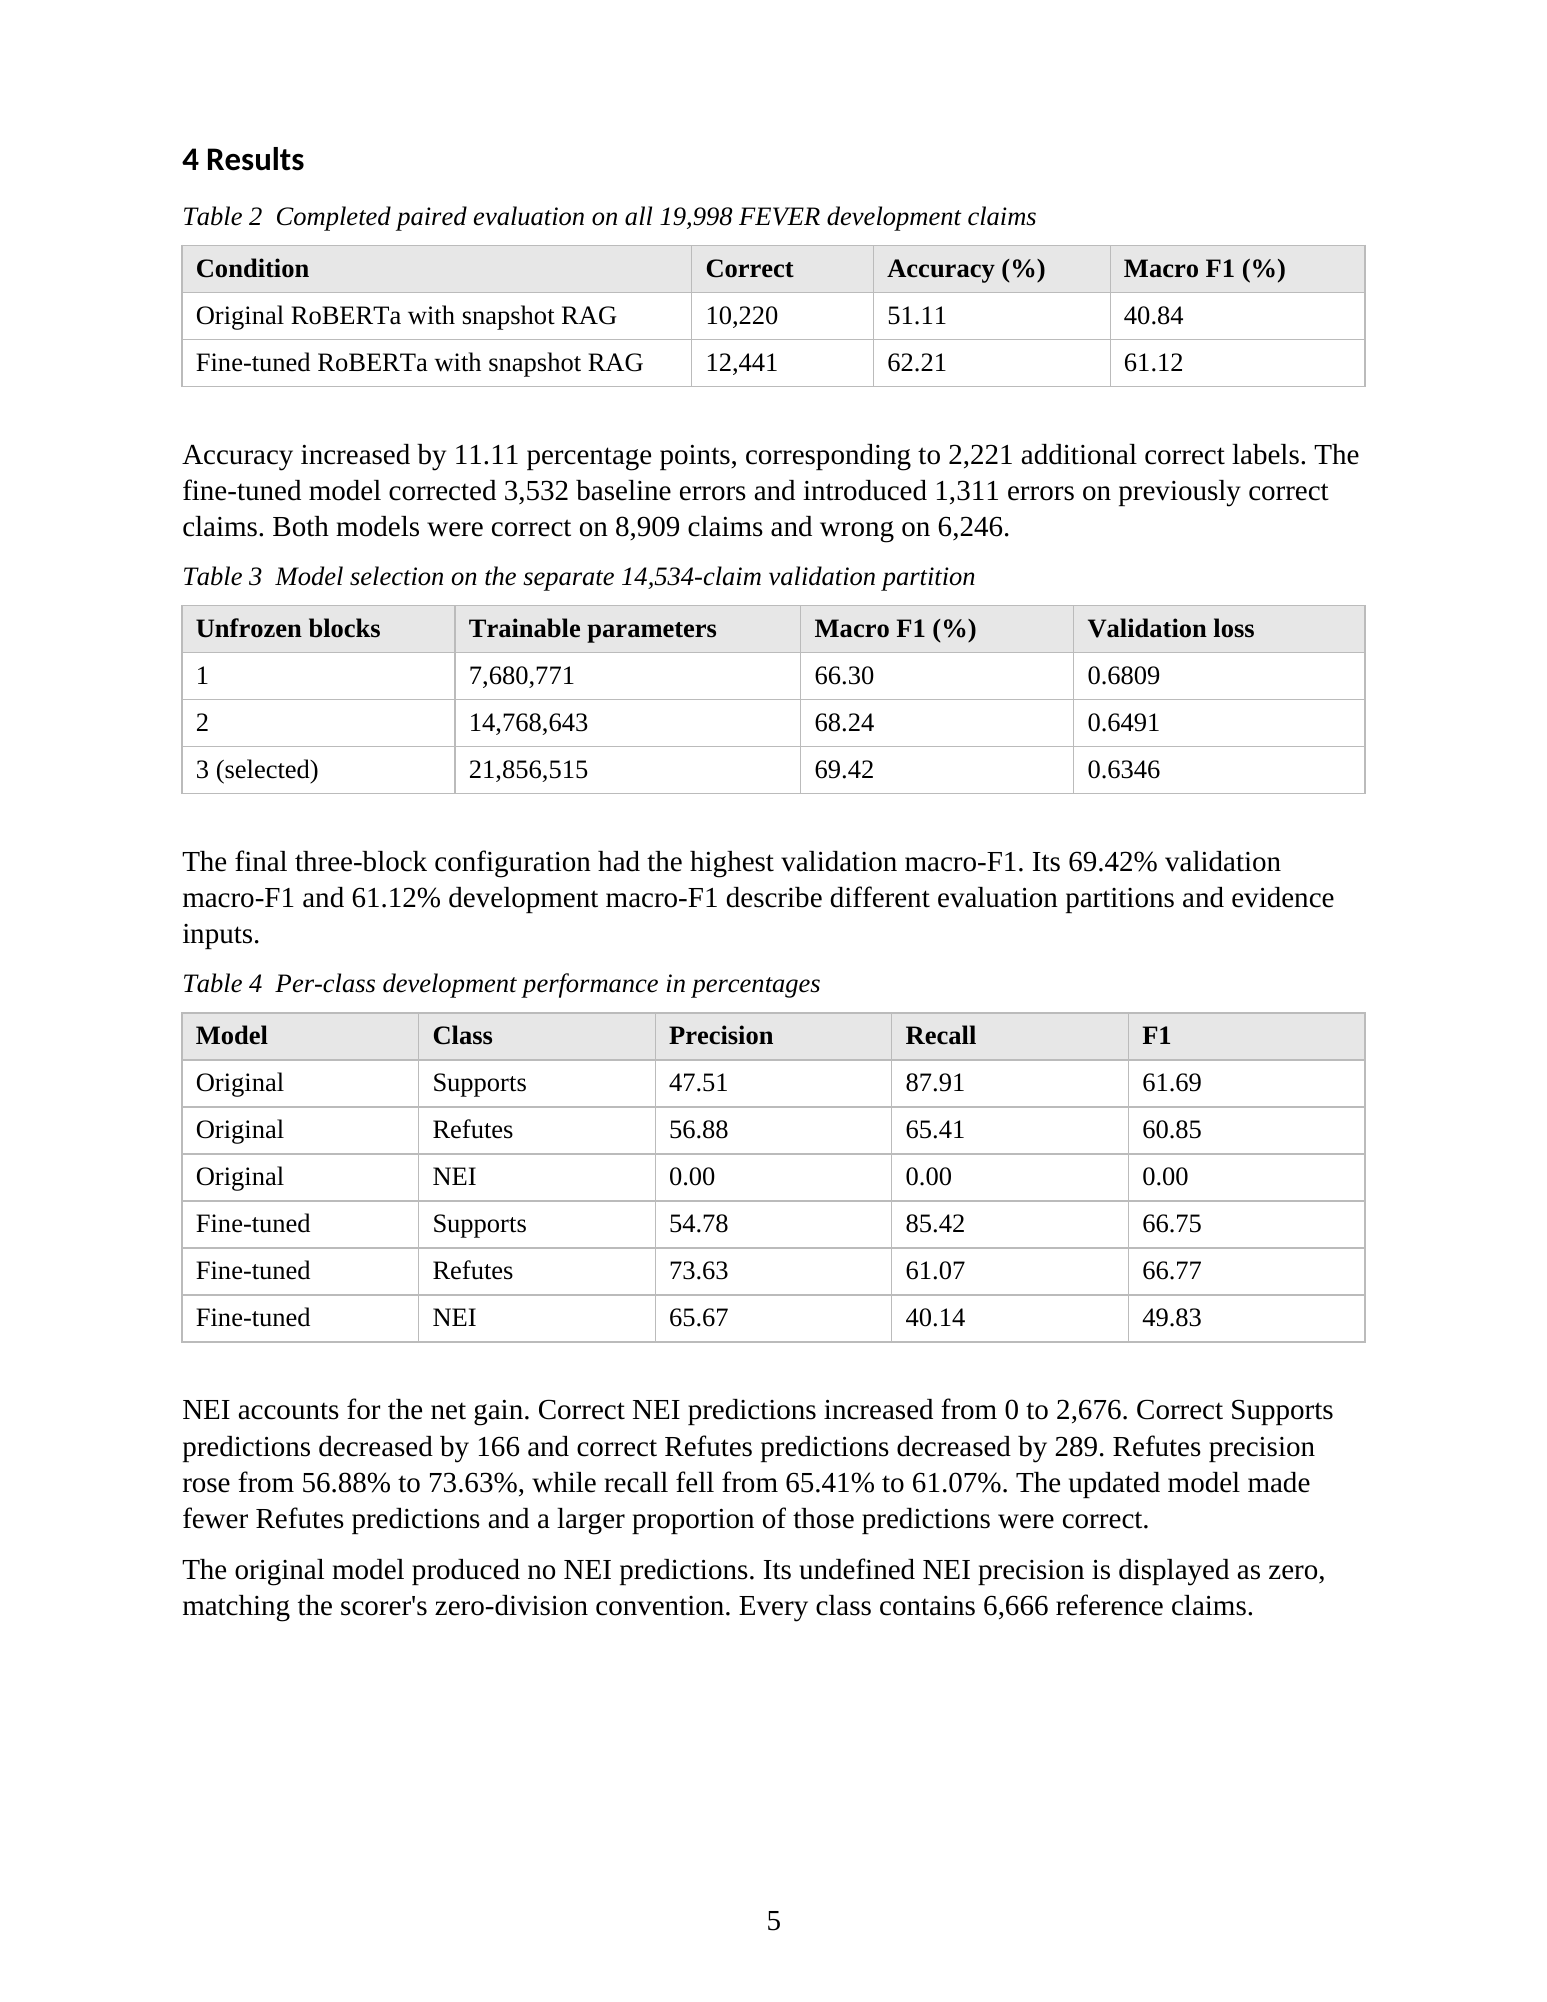 4 Results
Table 2  Completed paired evaluation on all 19,998 FEVER development claims
Condition Correct Accuracy (%) Macro F1 (%)
Original RoBERTa with snapshot RAG 10,220 51.11 40.84
Fine-tuned RoBERTa with snapshot RAG 12,441 62.21 61.12
Accuracy increased by 11.11 percentage points, corresponding to 2,221 additional correct labels. The
fine-tuned model corrected 3,532 baseline errors and introduced 1,311 errors on previously correct
claims. Both models were correct on 8,909 claims and wrong on 6,246.
Table 3  Model selection on the separate 14,534-claim validation partition
Unfrozen blocks Trainable parameters Macro F1 (%) Validation loss
1 7,680,771 66.30 0.6809
2 14,768,643 68.24 0.6491
3 (selected) 21,856,515 69.42 0.6346
The final three-block configuration had the highest validation macro-F1. Its 69.42% validation
macro-F1 and 61.12% development macro-F1 describe different evaluation partitions and evidence
inputs.
Table 4  Per-class development performance in percentages
Model Class Precision Recall F1
Original Supports 47.51 87.91 61.69
Original Refutes 56.88 65.41 60.85
Original NEI 0.00 0.00 0.00
Fine-tuned Supports 54.78 85.42 66.75
Fine-tuned Refutes 73.63 61.07 66.77
Fine-tuned NEI 65.67 40.14 49.83
NEI accounts for the net gain. Correct NEI predictions increased from 0 to 2,676. Correct Supports
predictions decreased by 166 and correct Refutes predictions decreased by 289. Refutes precision
rose from 56.88% to 73.63%, while recall fell from 65.41% to 61.07%. The updated model made
fewer Refutes predictions and a larger proportion of those predictions were correct.
The original model produced no NEI predictions. Its undefined NEI precision is displayed as zero,
matching the scorer's zero-division convention. Every class contains 6,666 reference claims.
5